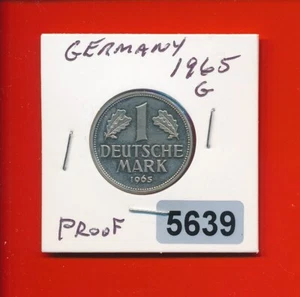 GERMANY
1965
G
1
DEUTSCHE
MARK
1965
PROOF
5639